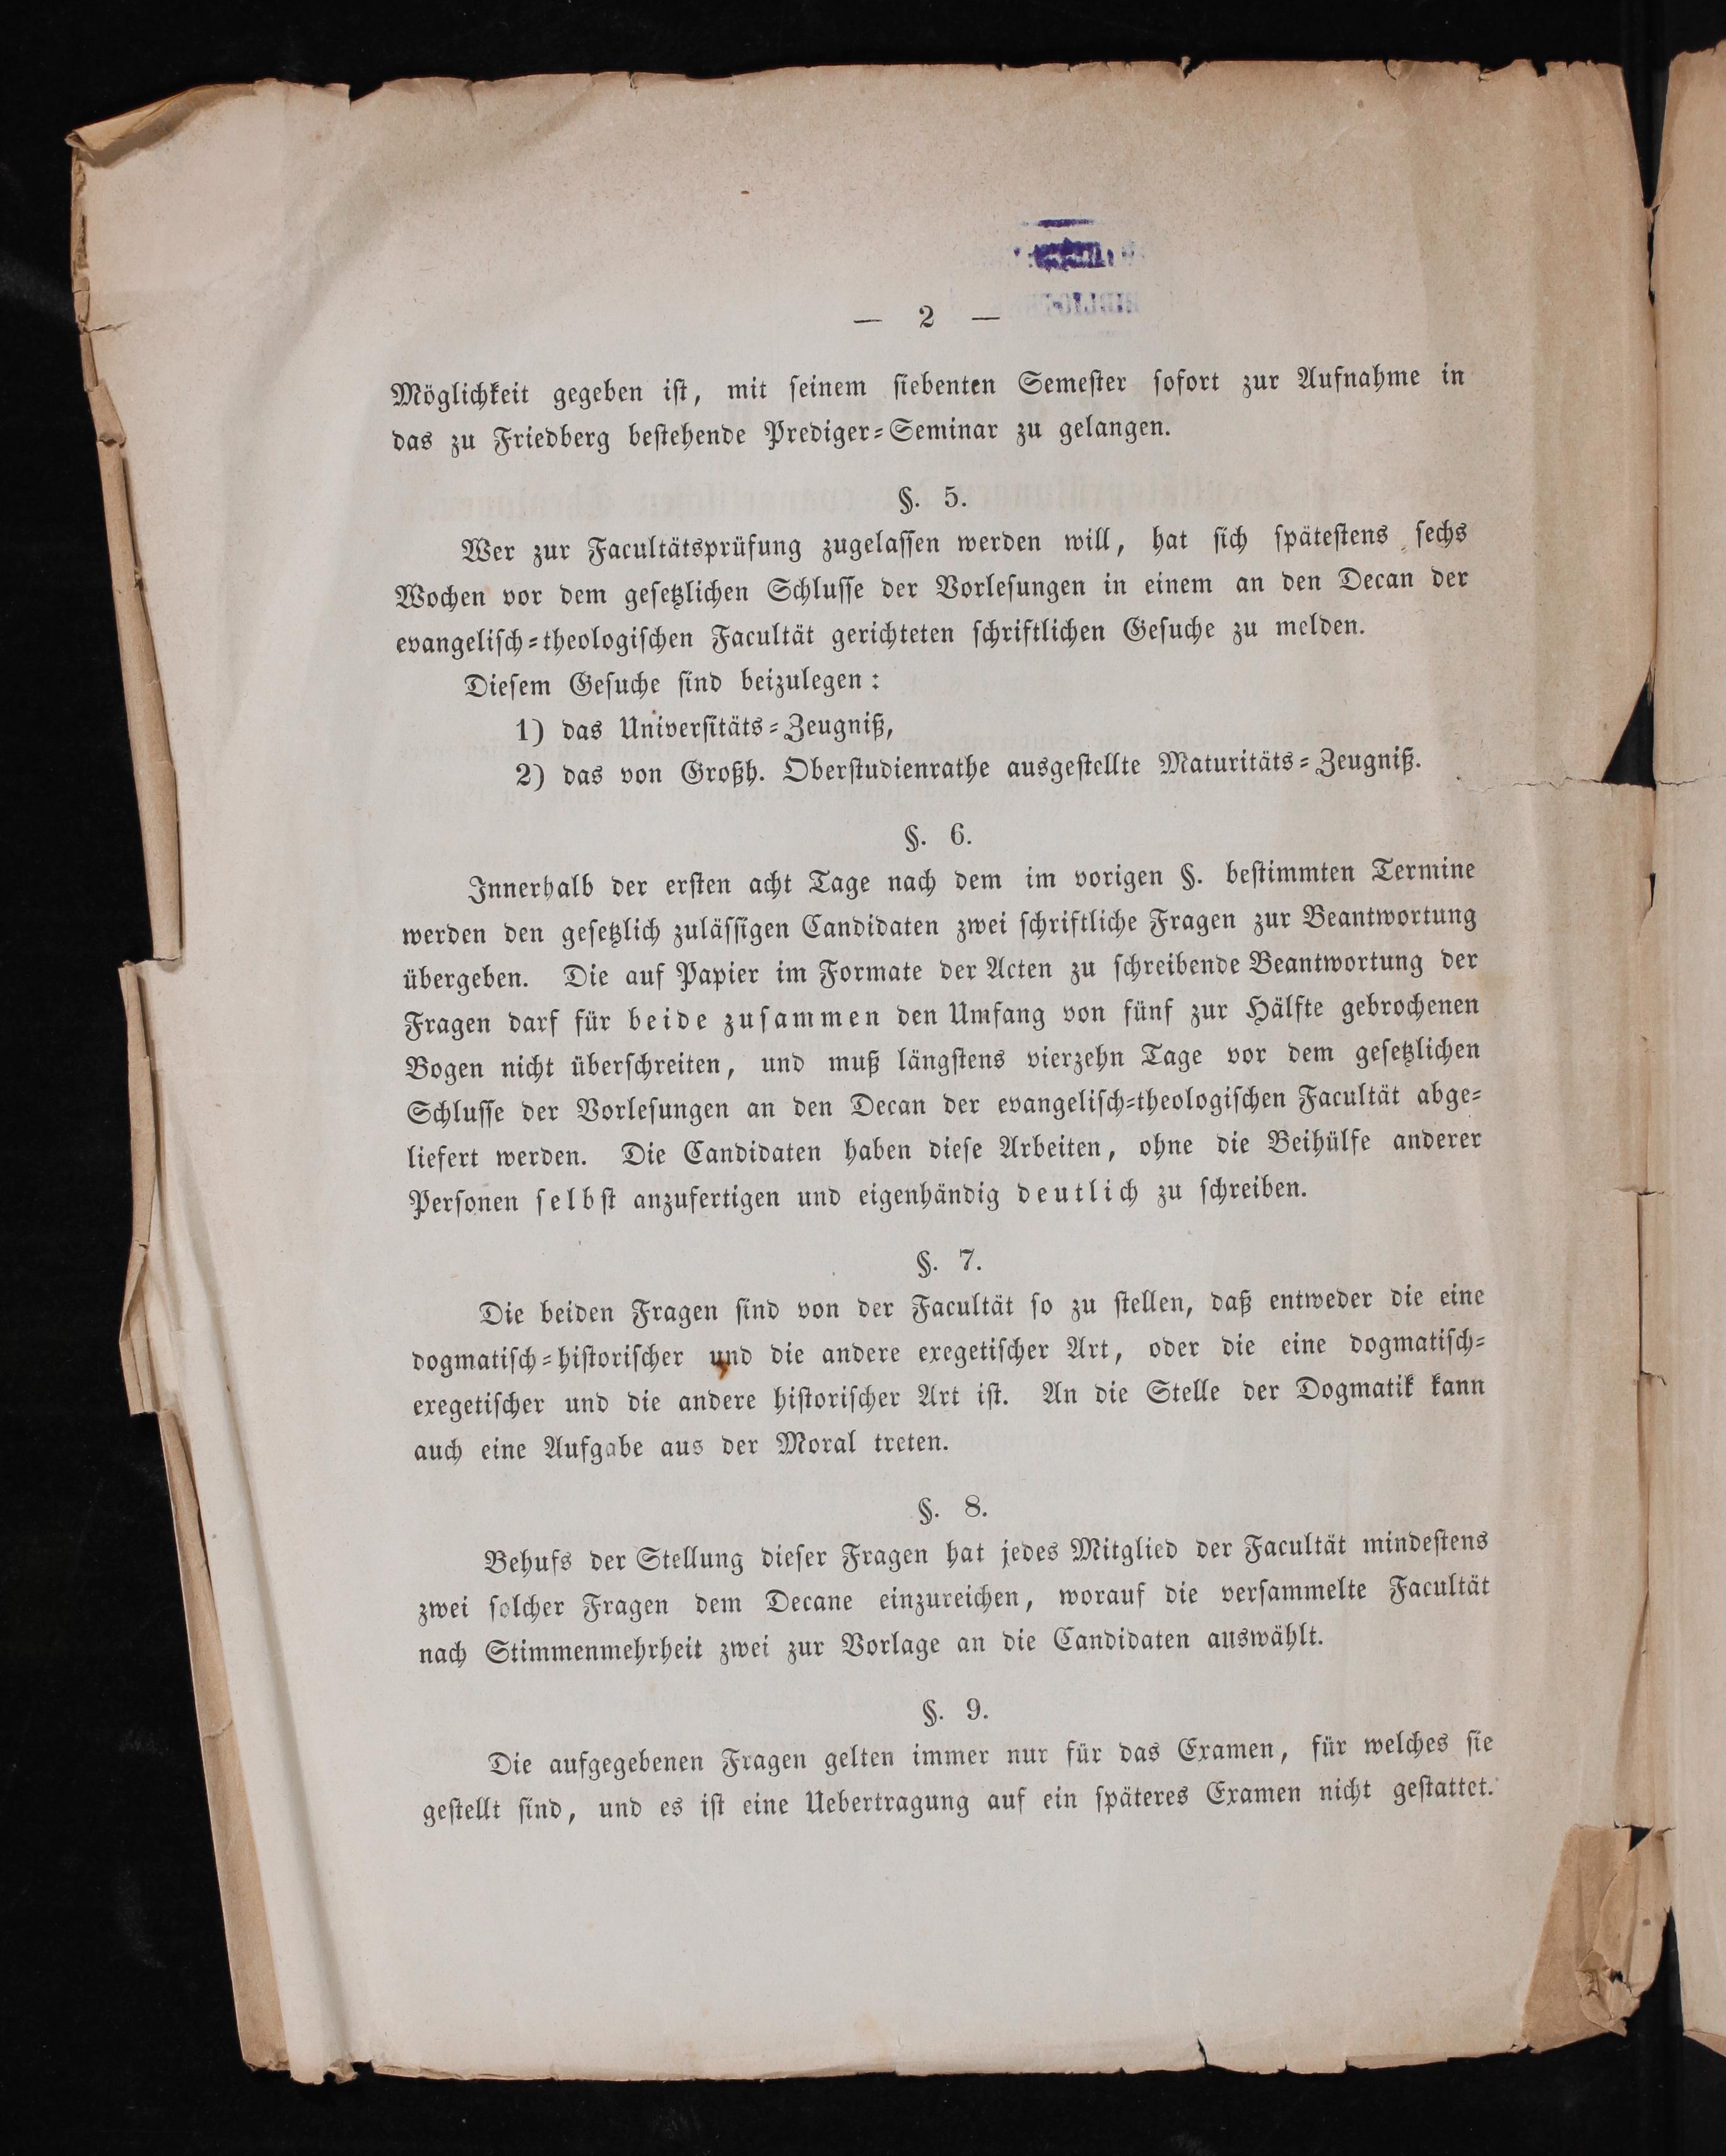 — 2 —
Möglichkeit gegeben ist, mit seinem siebenten Semester sofort zur Aufnahme in
das zu Friedberg bestehende Prediger-Seminar zu gelangen.
§. 5.
Wer zur Facultätsprüfung zugelassen werden will, hat sich spätestens sechs
Wochen vor dem gesetzlichen Schlusse der Vorlesungen in einem an den Decan der
evangelisch-theologischen Facultät gerichteten schriftlichen Gesuche zu melden.
Diesem Gesuche sind beizulegen:
1) das Universitäts-Zeugniß,
2) das von Großh. Oberstudienrathe ausgestellte Maturitäts-Zeugniß.
§. 6.
Innerhalb der ersten acht Tage nach dem im vorigen §. bestimmten Termine
werden den gesetzlich zulässigen Candidaten zwei schriftliche Fragen zur Beantwortung
übergeben. Die auf Papier im Formate der Acten zu schreibende Beantwortung der
Fragen darf für beide zusammen den Umfang von fünf zur Hälfte gebrochenen
Bogen nicht überschreiten, und muß längstens vierzehn Tage vor dem gesetzlichen
Schlusse der Vorlesungen an den Decan der evangelisch-theologischen Facultät abge-
liefert werden. Die Candidaten haben diese Arbeiten, ohne die Beihülfe anderer
Personen selbst anzufertigen und eigenhändig deutlich zu schreiben.
§. 7.
Die beiden Fragen sind von der Facultät so zu stellen, daß entweder die eine
dogmatisch-historischer und die andere exegetischer Art, oder die eine dogmatisch-
exegetischer und die andere historischer Art ist. An die Stelle der Dogmatik kann
auch eine Aufgabe aus der Moral treten.
§. 8.
Behufs der Stellung dieser Fragen hat jedes Mitglied der Facultät mindestens
zwei solcher Fragen dem Decane einzureichen, worauf die versammelte Facultät
nach Stimmenmehrheit zwei zur Vorlage an die Candidaten auswählt.
§. 9.
Die aufgegebenen Fragen gelten immer nur für das Examen, für welches sie
gestellt sind, und es ist eine Uebertragung auf ein späteres Examen nicht gestattet.